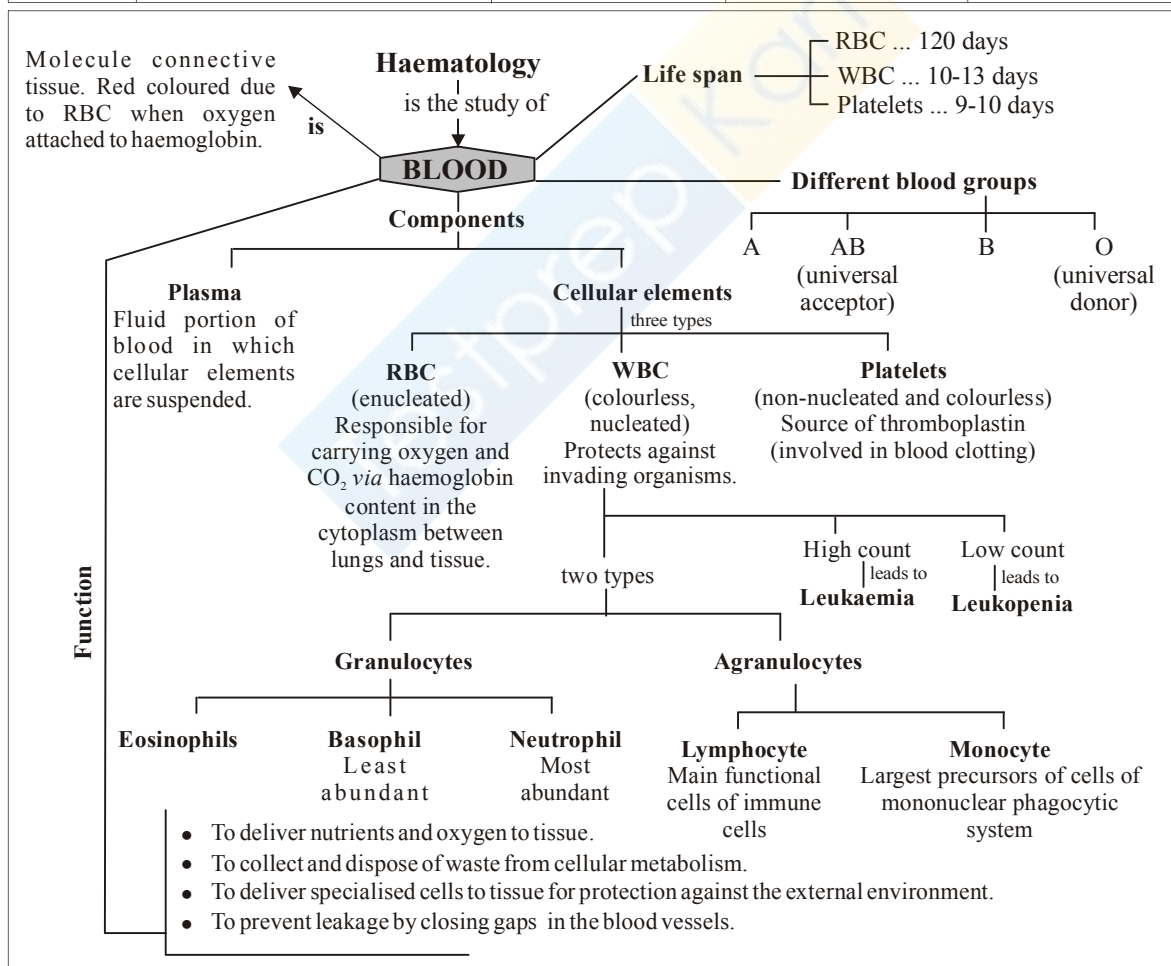 Molecule connective
tissue. Red coloured due
to RBC when oxygen
attached to haemoglobin.
is
Haematology
is the study of
BLOOD
Life span
RBC ... 120 days
WBC ... 10-13 days
Platelets ... 9-10 days
Different blood groups
A
AB
(universal
acceptor)
B
O
(universal
donor)
Components
Plasma
Fluid portion of
blood in which
cellular elements
are suspended.
Cellular elements
three types
RBC
(enucleated)
Responsible for
carrying oxygen and
CO₂ via haemoglobin
content in the
cytoplasm between
lungs and tissue.
WBC
(colourless,
nucleated)
Protects against
invading organisms.
Platelets
(non-nucleated and colourless)
Source of thromboplastin
(involved in blood clotting)
two types
High count
leads to
Leukaemia
Low count
leads to
Leukopenia
Granulocytes
Agranulocytes
Eosinophils
Basophil
Least
abundant
Neutrophil
Most
abundant
Lymphocyte
Main functional
cells of immune
cells
Monocyte
Largest precursors of cells of
mononuclear phagocytic
system
Function
• To deliver nutrients and oxygen to tissue.
• To collect and dispose of waste from cellular metabolism.
• To deliver specialised cells to tissue for protection against the external environment.
• To prevent leakage by closing gaps in the blood vessels.
Testprep Kart